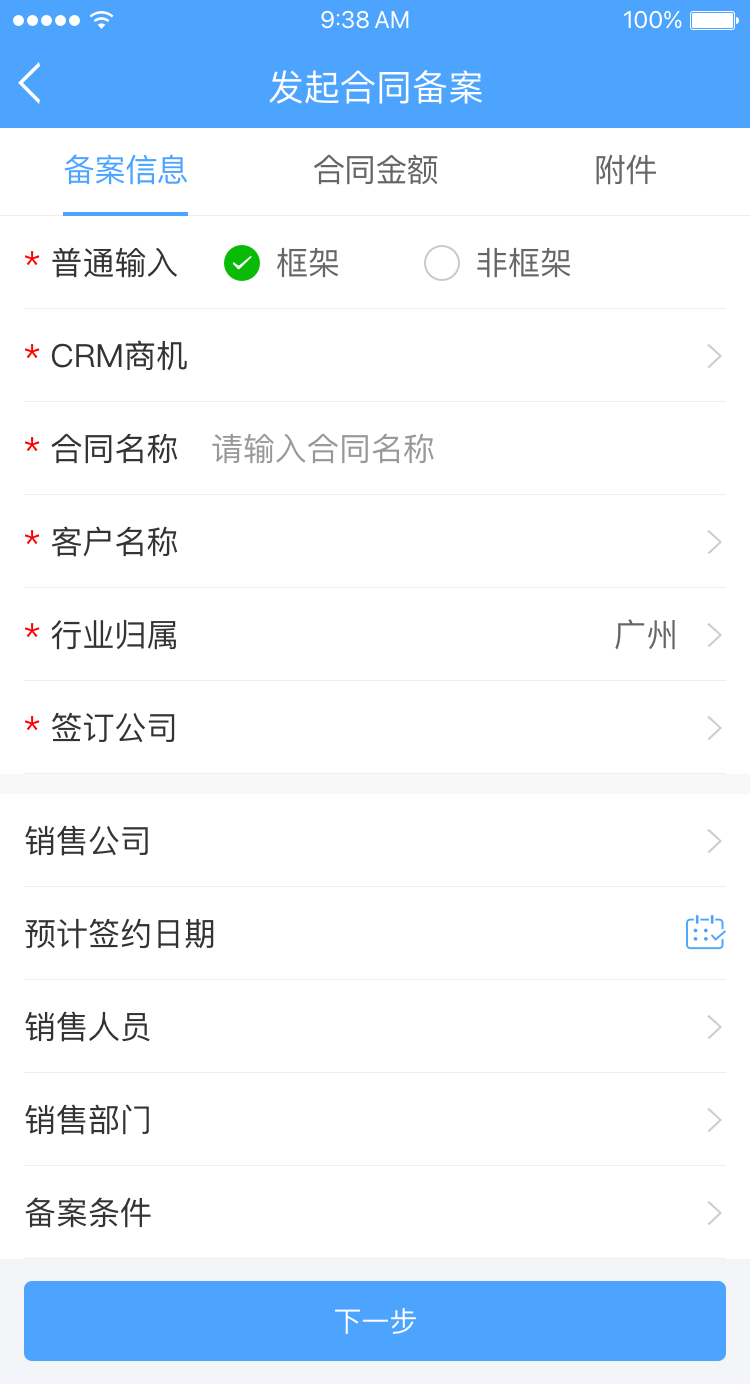 9:38 AM 100%
发起合同备案
备案信息 合同金额 附件
* 普通输入 框架 非框架
* CRM商机
* 合同名称 请输入合同名称
* 客户名称
* 行业归属 广州
* 签订公司
销售公司
预计签约日期
销售人员
销售部门
备案条件
下一步